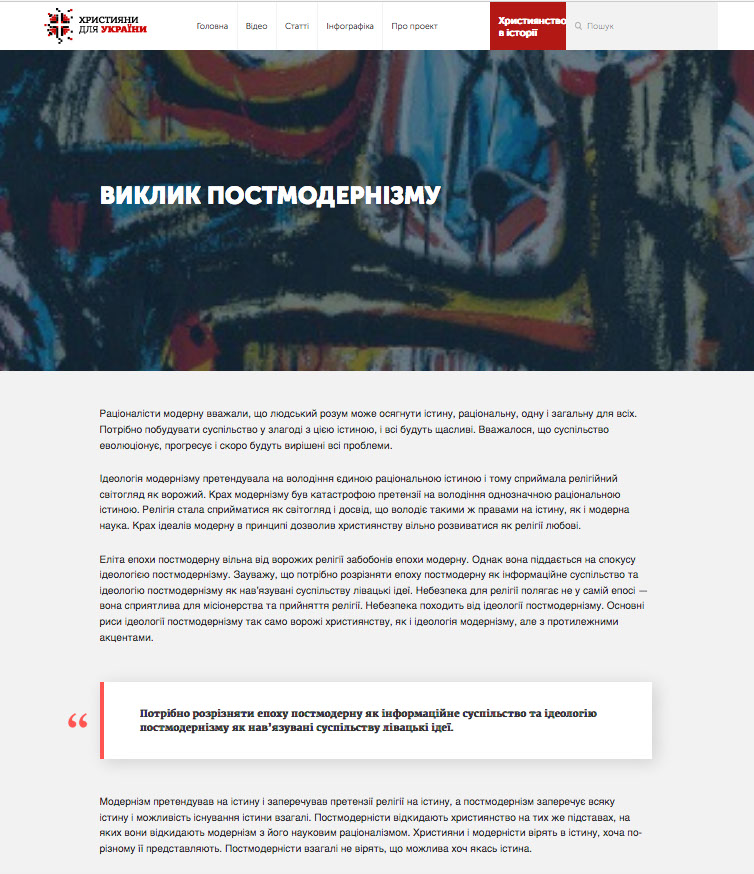 ХРИСТИЯНИ
ДЛЯ УКРАЇНИ
Головна
Відео
Статті
Інфографіка
Про проект
Християнство
в історії
Пошук
ВИКЛИК ПОСТМОДЕРНІЗМУ
Раціоналісти модерну вважали, що людський розум може осягнути істину, раціональну, одну і загальну для всіх.
Потрібно побудувати суспільство у злагоді з цією істиною, і всі будуть щасливі. Вважалося, що суспільство
еволюціонує, прогресує і скоро будуть вирішені всі проблеми.
Ідеологія модернізму претендувала на володіння єдиною раціональною істиною і тому сприймала релігійний
світогляд як ворожий. Крах модернізму був катастрофою претензії на володіння однозначною раціональною
істиною. Релігія стала сприйматися як світогляд і досвід, що володіє такими ж правами на істину, як і модерна
наука. Крах ідеалів модерну в принципі дозволив християнству вільно розвиватися як релігії любові.
Еліта епохи постмодерну вільна від ворожих релігії забобонів епохи модерну. Однак вона піддається на спокусу
ідеологією постмодернізму. Зауважу, що потрібно розрізняти епоху постмодерну як інформаційне суспільство та
ідеологію постмодернізму як нав'язувані суспільству лівацькі ідеї. Небезпека для релігії полягає не у самій епосі —
вона сприятлива для місіонерства та прийняття релігії. Небезпека походить від ідеології постмодернізму. Основні
риси ідеології постмодернізму так само ворожі християнству, як і ідеологія модернізму, але з протилежними
акцентами.
“
Потрібно розрізняти епоху постмодерну як інформаційне суспільство та ідеологію
постмодернізму як нав'язувані суспільству лівацькі ідеї.
Модернізм претендував на істину і заперечував претензії релігії на істину, а постмодернізм заперечує всяку
істину і можливість існування істини взагалі. Постмодерністи відкидають християнство на тих же підставах, на
яких вони відкидають модернізм з його науковим раціоналізмом. Християни і модерністи вірять в істину, хоча по-
різному її представляють. Постмодерністи взагалі не вірять, що можлива хоч якась істина.